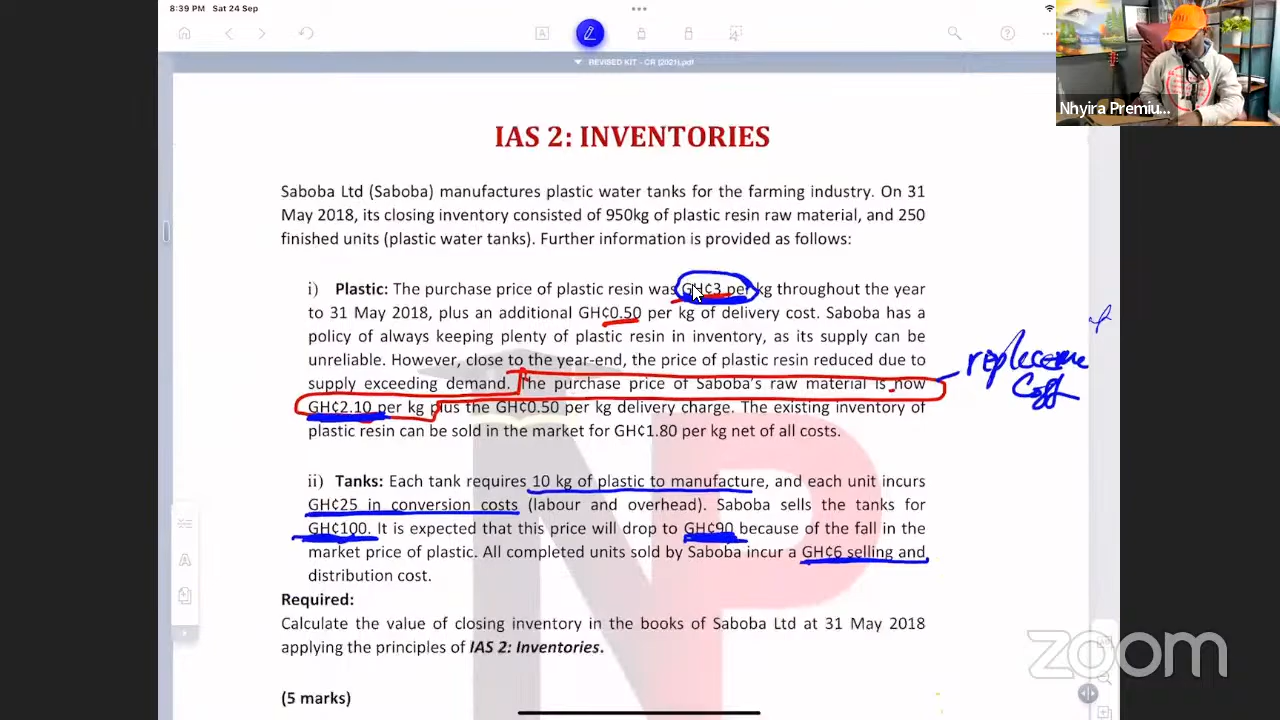 8:39 PM Sat 24 Sep
REVISED KIT - CR (2021).pdf
Nhyira Premiu...
IAS 2: INVENTORIES
Saboba Ltd (Saboba) manufactures plastic water tanks for the farming industry. On 31
May 2018, its closing inventory consisted of 950kg of plastic resin raw material, and 250
finished units (plastic water tanks). Further information is provided as follows:
i) Plastic: The purchase price of plastic resin was GH₵3 per kg throughout the year
to 31 May 2018, plus an additional GH₵0.50 per kg of delivery cost. Saboba has a
policy of always keeping plenty of plastic resin in inventory, as its supply can be
unreliable. However, close to the year-end, the price of plastic resin reduced due to
supply exceeding demand. The purchase price of Saboba's raw material is now
GH₵2.10 per kg plus the GH₵0.50 per kg delivery charge. The existing inventory of
plastic resin can be sold in the market for GH₵1.80 per kg net of all costs.
ii) Tanks: Each tank requires 10 kg of plastic to manufacture, and each unit incurs
GH₵25 in conversion costs (labour and overhead). Saboba sells the tanks for
GH₵100. It is expected that this price will drop to GH₵90 because of the fall in the
market price of plastic. All completed units sold by Saboba incur a GH₵6 selling and
distribution cost.
Required:
Calculate the value of closing inventory in the books of Saboba Ltd at 31 May 2018
applying the principles of IAS 2: Inventories.
(5 marks)
NP
zoom